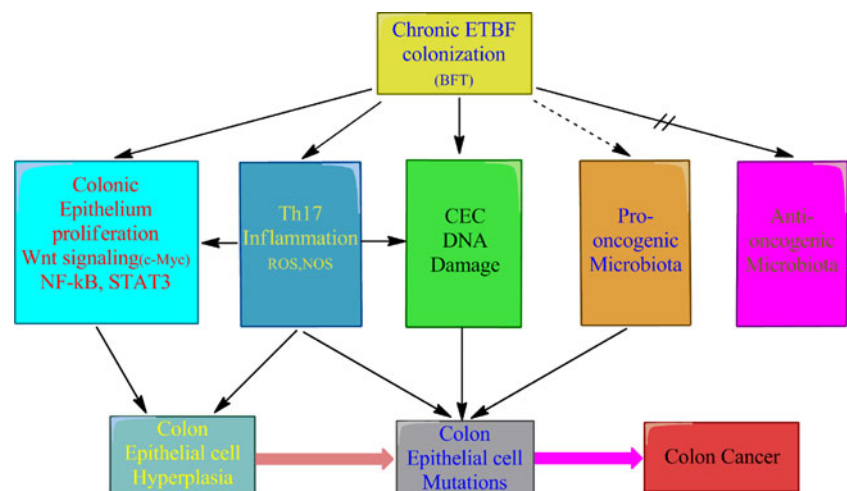 Chronic ETBF
colonization
(BFT)
Colonic
Epithelium
proliferation
Wnt signaling(c-Myc)
NF-kB, STAT3
Th17
Inflammation
ROS,NOS
CEC
DNA
Damage
Pro-
oncogenic
Microbiota
Anti-
oncogenic
Microbiota
Colon
Epithelial cell
Hyperplasia
Colon
Epithelial cell
Mutations
Colon Cancer